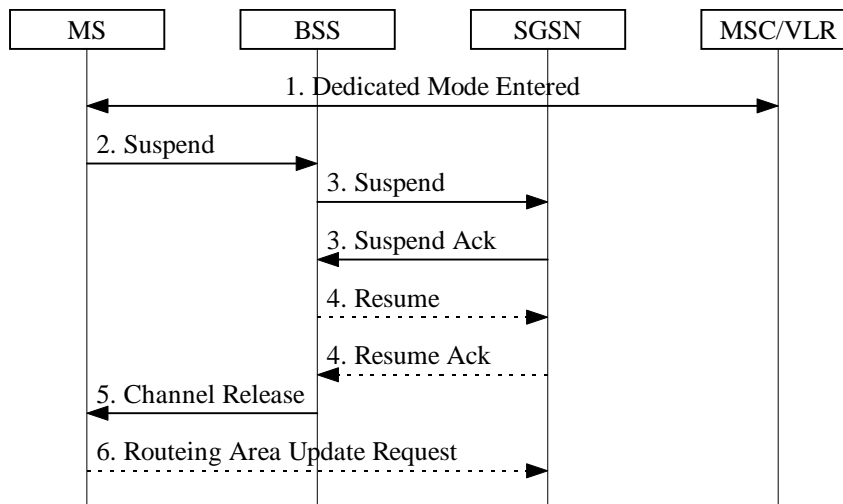 MS BSS SGSN MSC/VLR
1. Dedicated Mode Entered
2. Suspend
3. Suspend
3. Suspend Ack
4. Resume
4. Resume Ack
5. Channel Release
6. Routeing Area Update Request